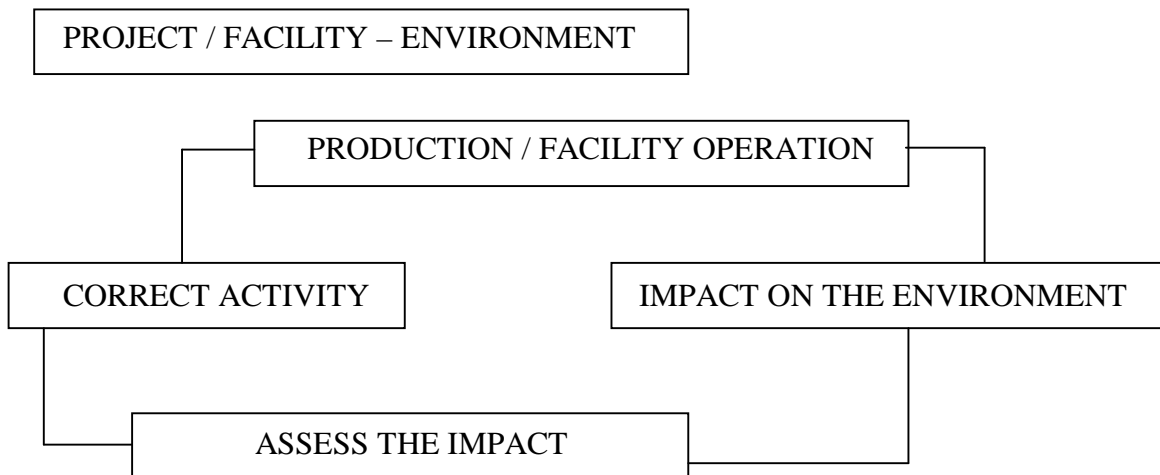 PROJECT / FACILITY – ENVIRONMENT
PRODUCTION / FACILITY OPERATION
CORRECT ACTIVITY
IMPACT ON THE ENVIRONMENT
ASSESS THE IMPACT